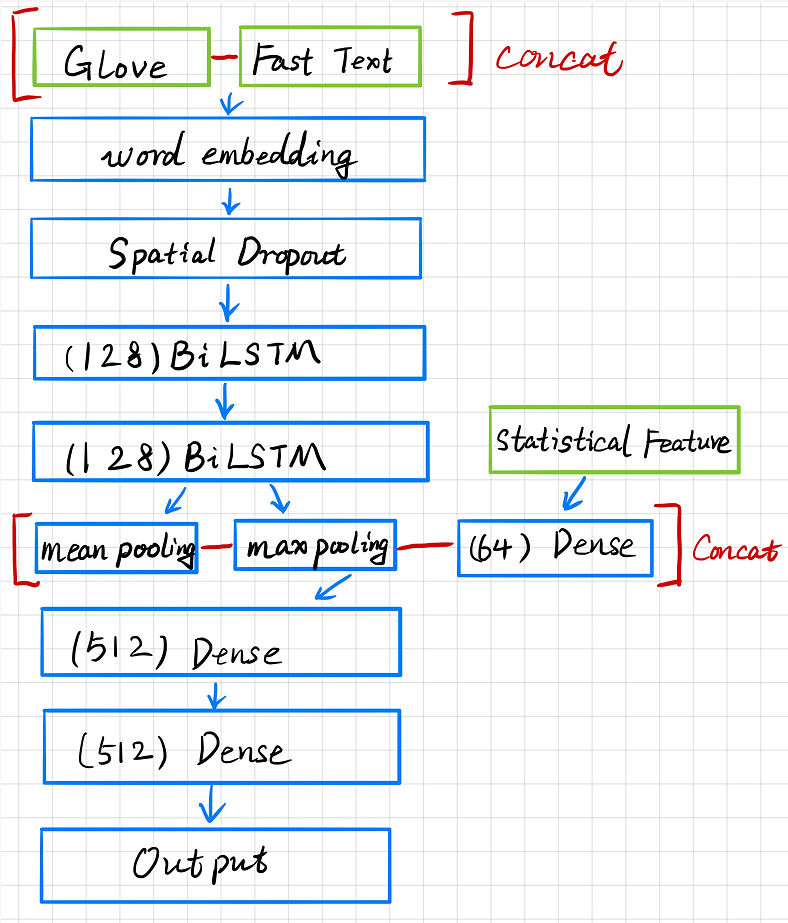 GLove
Fast Text
Concat
word embedding
Spatial Dropout
(128) BiLSTM
(128) BiLSTM
Statistical Feature
mean pooling
max pooling
(64) Dense
Concat
(512) Dense
(512) Dense
Output